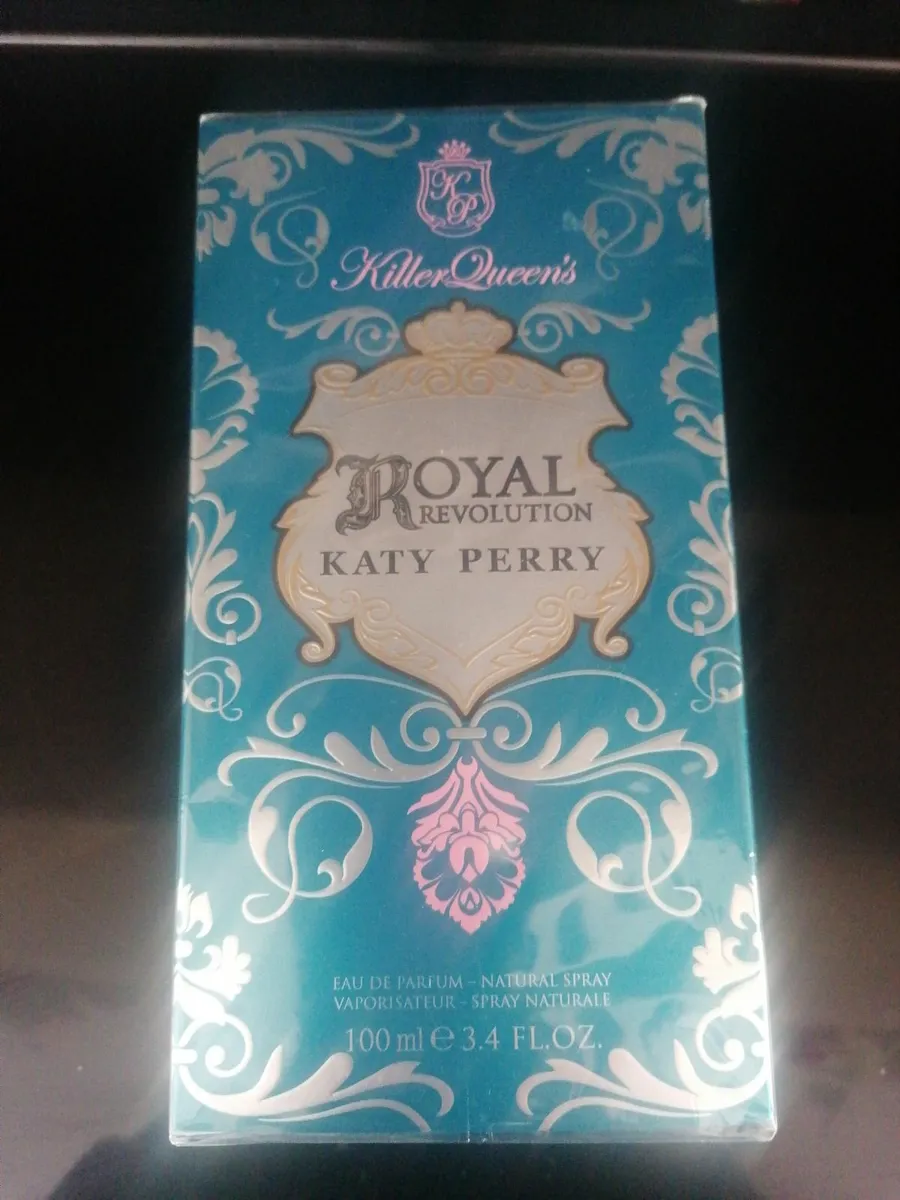 KP
Killer Queen's
ROYAL
REVOLUTION
KATY PERRY
EAU DE PARFUM - NATURAL SPRAY
VAPORISATEUR - SPRAY NATURALE
100 ml ℮ 3.4 FL.OZ.